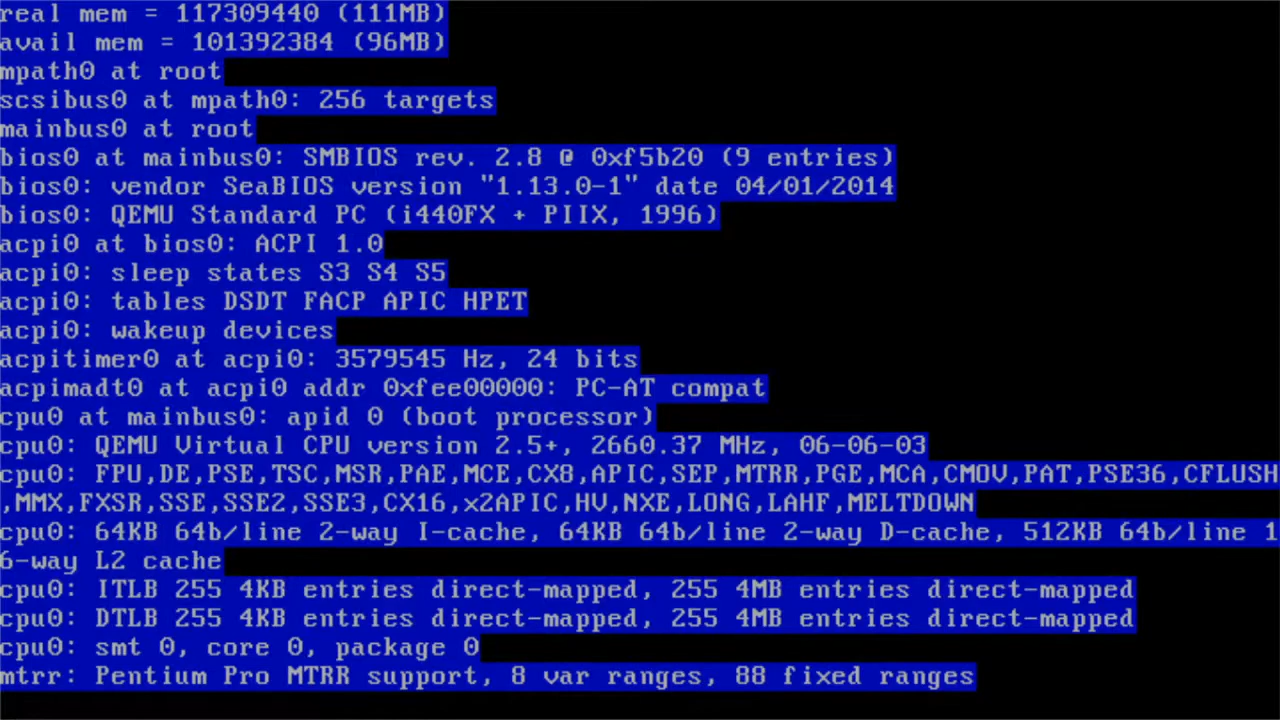 real mem = 117309440 (111MB)
avail mem = 101392384 (96MB)
mpath0 at root
scsibus0 at mpath0: 256 targets
mainbus0 at root
bios0 at mainbus0: SMBIOS rev. 2.8 @ 0xf5b20 (9 entries)
bios0: vendor SeaBIOS version "1.13.0-1" date 04/01/2014
bios0: QEMU Standard PC (i440FX + PIIX, 1996)
acpi0 at bios0: ACPI 1.0
acpi0: sleep states S3 S4 S5
acpi0: tables DSDT FACP APIC HPET
acpi0: wakeup devices
acpitimer0 at acpi0: 3579545 Hz, 24 bits
acpimadt0 at acpi0 addr 0xfee00000: PC-AT compat
cpu0 at mainbus0: apid 0 (boot processor)
cpu0: QEMU Virtual CPU version 2.5+, 2660.37 MHz, 06-06-03
cpu0: FPU,DE,PSE,TSC,MSR,PAE,MCE,CX8,APIC,SEP,MTRR,PGE,MCA,CMOV,PAT,PSE36,CFLUSH
,MMX,FXSR,SSE,SSE2,SSE3,CX16,x2APIC,HV,NXE,LONG,LAHF,MELTDOWN
cpu0: 64KB 64b/line 2-way I-cache, 64KB 64b/line 2-way D-cache, 512KB 64b/line 1
6-way L2 cache
cpu0: ITLB 255 4KB entries direct-mapped, 255 4MB entries direct-mapped
cpu0: DTLB 255 4KB entries direct-mapped, 255 4MB entries direct-mapped
cpu0: smt 0, core 0, package 0
mtrr: Pentium Pro MTRR support, 8 var ranges, 88 fixed ranges